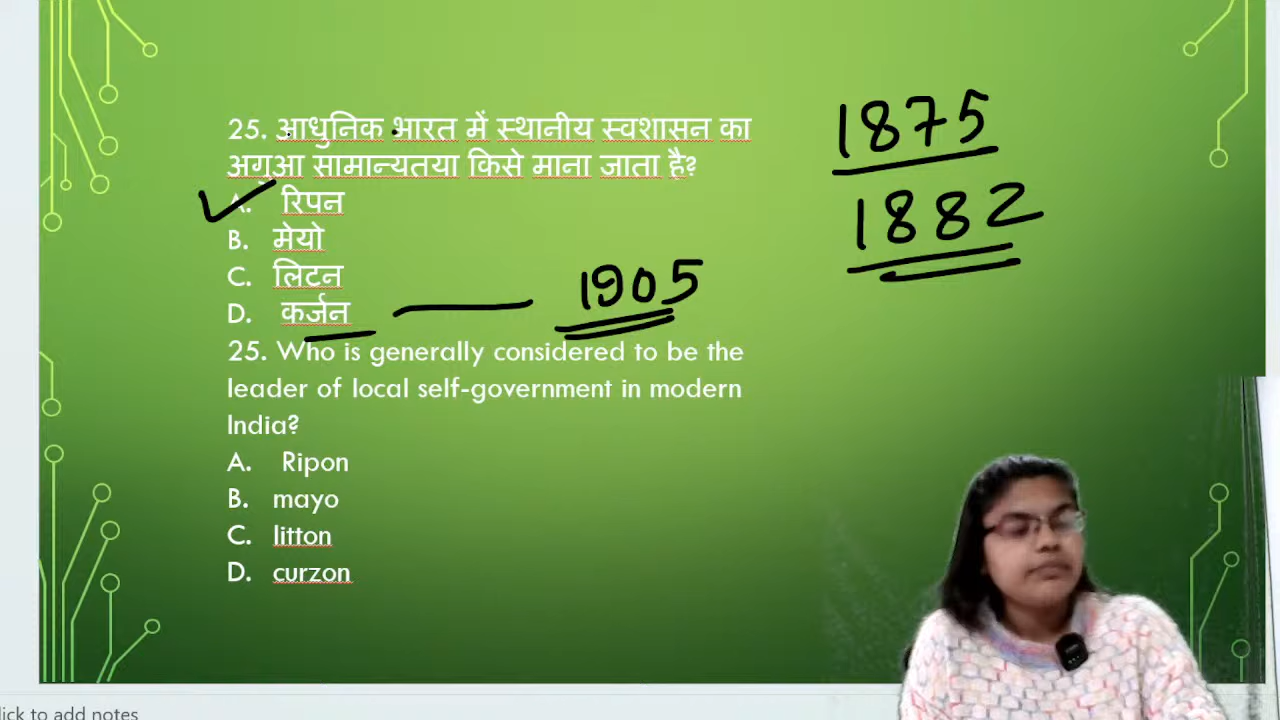 25. आधुनिक भारत में स्थानीय स्वशासन का
अगुआ सामान्यतया किसे माना जाता है?
A. रिपन
B. मेयो
C. लिटन
D. कर्जन
1905
1875
1882
25. Who is generally considered to be the
leader of local self-government in modern
India?
A. Ripon
B. mayo
C. litton
D. curzon
lick to add notes